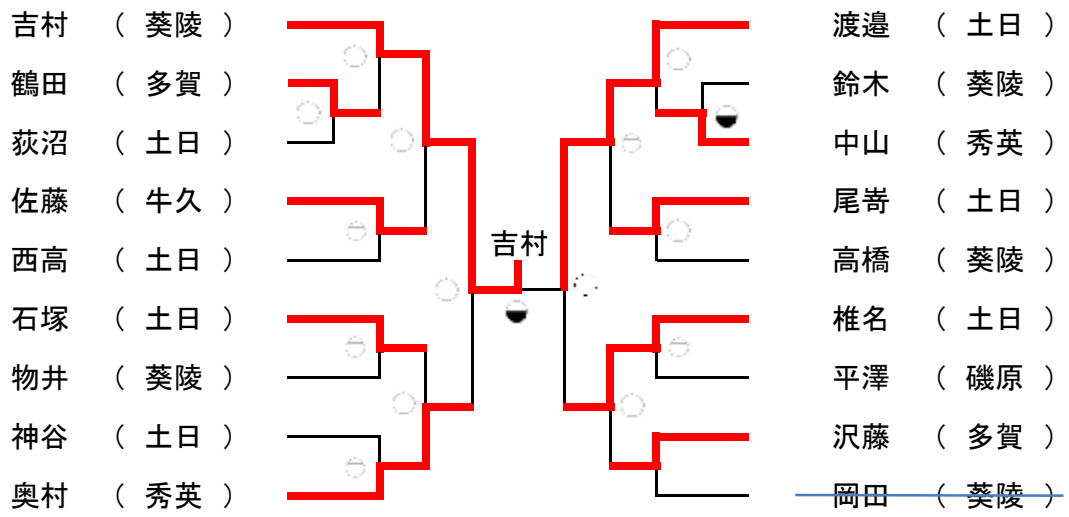 吉村 （ 葵陵 ）
鶴田 （ 多賀 ）
荻沼 （ 土日 ）
佐藤 （ 牛久 ）
西高 （ 土日 ）
石塚 （ 土日 ）
物井 （ 葵陵 ）
神谷 （ 土日 ）
奥村 （ 秀英 ）
吉村
渡邉 （ 土日 ）
鈴木 （ 葵陵 ）
中山 （ 秀英 ）
尾嵜 （ 土日 ）
高橋 （ 葵陵 ）
椎名 （ 土日 ）
平澤 （ 磯原 ）
沢藤 （ 多賀 ）
岡田 （ 葵陵 ）